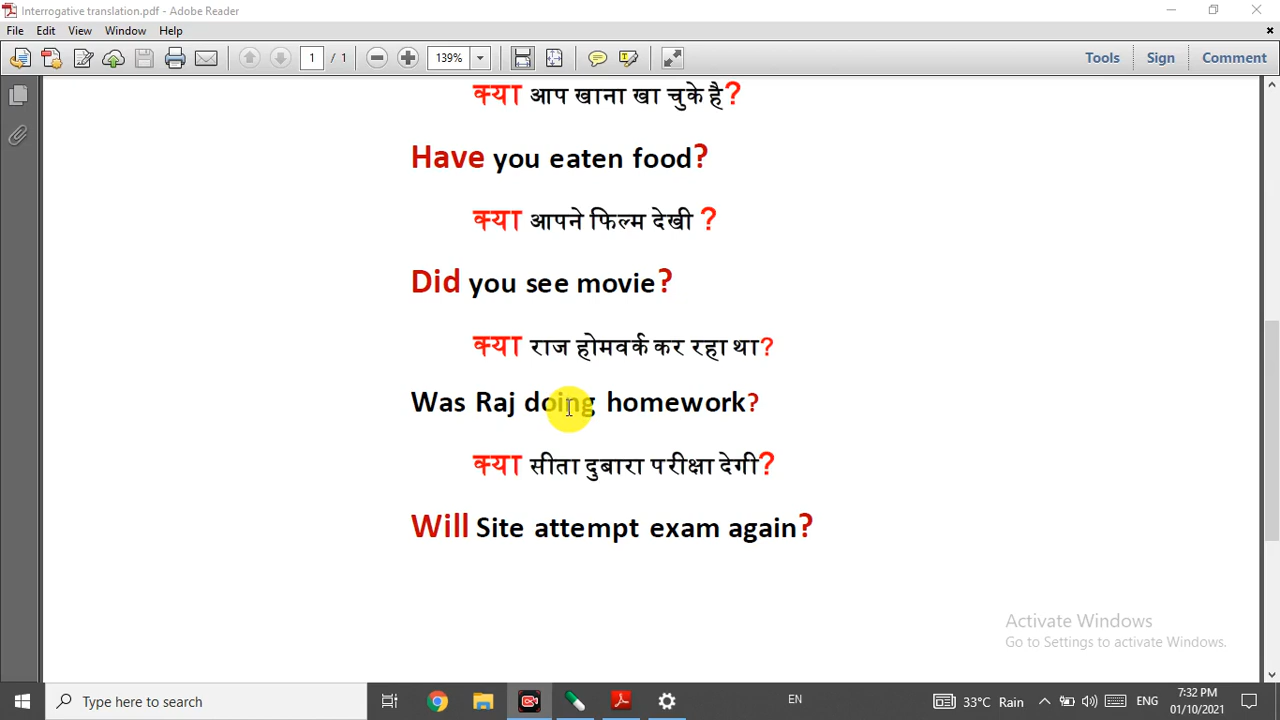 Interrogative translation.pdf - Adobe Reader
File Edit View Window Help
1 / 1 139% Tools Sign Comment
क्या आप खाना खा चुके है?
Have you eaten food?
क्या आपने फिल्म देखी ?
Did you see movie?
क्या राज होमवर्क कर रहा था?
Was Raj doing homework?
क्या सीता दुबारा परीक्षा देगी?
Will Site attempt exam again?
Activate Windows
Go to Settings to activate Windows.
Type here to search EN 33°C Rain ENG 7:32 PM
01/10/2021